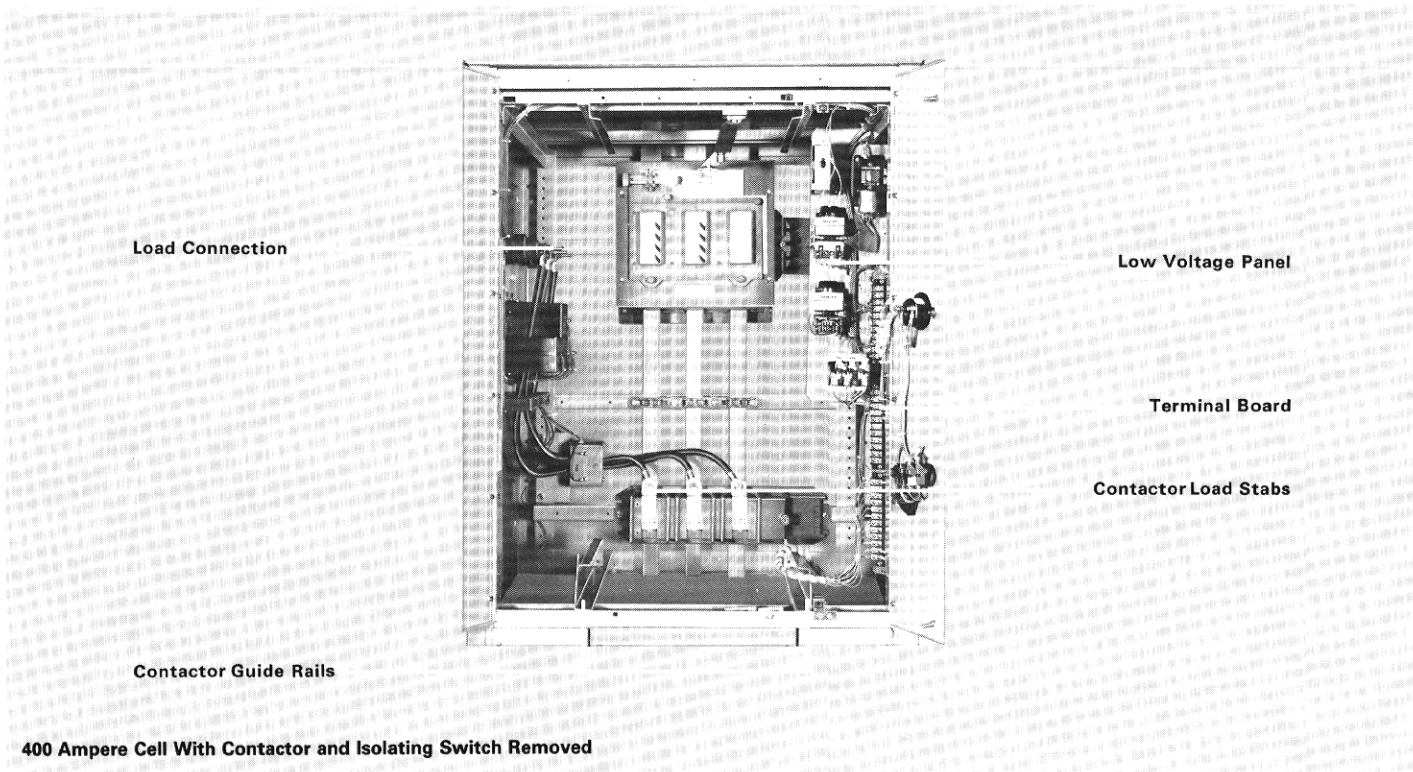 Load Connection
Low Voltage Panel
Terminal Board
Contactor Load Stabs
Contactor Guide Rails
400 Ampere Cell With Contactor and Isolating Switch Removed